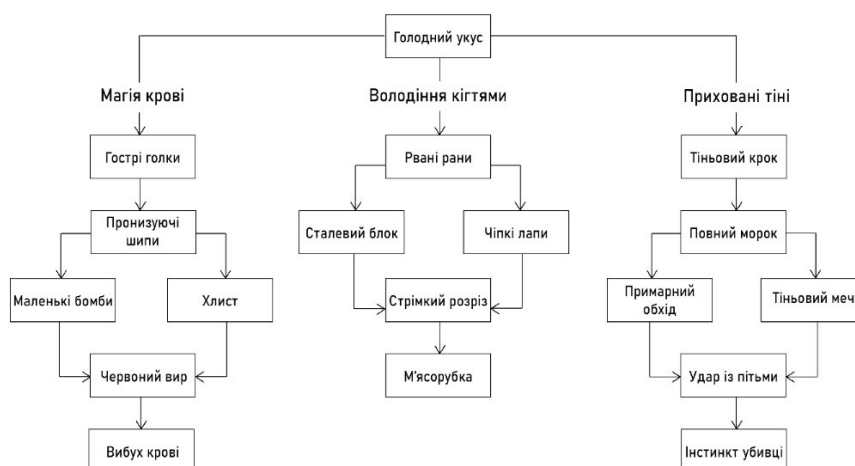 Голодний укус
Магія крові
Володіння кігтями
Приховані тіні
Гострі голки
Рвані рани
Тіньовий крок
Пронизуючі
шипи
Сталевий блок
Чіпкі лапи
Повний морок
Маленькі бомби
Хлист
Стрімкий розріз
Примарний
обхід
Тіньовий меч
Червоний вир
М'ясорубка
Удар із пітьми
Вибух крові
Інстинкт убивці